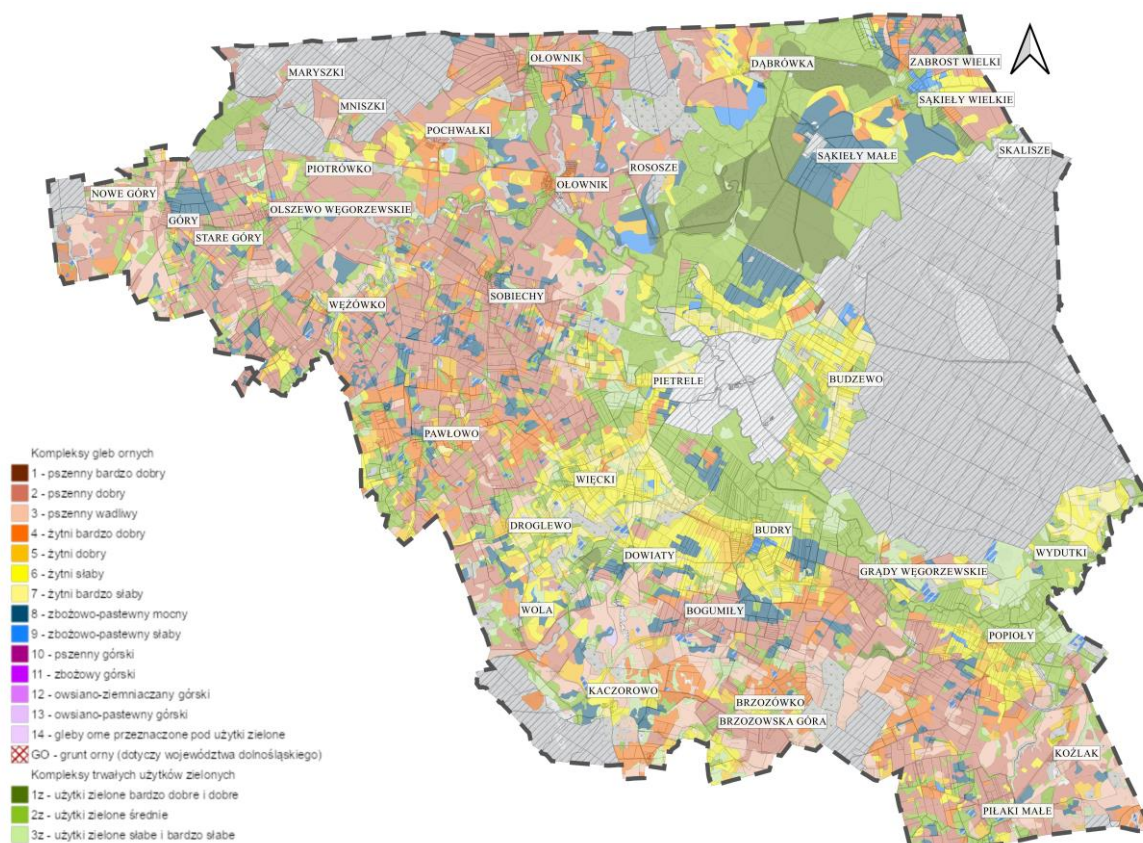 OŁOWNIK
DĄBRÓWKA
ZABROST WIELKI
MARYSZKI
SĄKIEŁY WIELKIE
MNISZKI
POCHWAŁKI
SKALISZE
SĄKIEŁY MAŁE
PIOTRÓWKO
ROSOSZE
NOWE GÓRY
OŁOWNIK
OLSZEWO WĘGORZEWSKIE
GÓRY
STARE GÓRY
SOBIECHY
WĘŻÓWKO
PIETRELE
BUDZEWO
PAWŁOWO
WIĘCKI
DROGLEWO
BUDRY
DOWIATY
WYDUTKI
GRĄDY WĘGORZEWSKIE
WOLA
BOGUMIŁY
POPIOŁY
KACZOROWO
BRZOZÓWKO
BRZOZOWSKA GÓRA
KOŹLAK
PIŁAKI MAŁE
Kompleksy gleb ornych
1 - pszenny bardzo dobry
2 - pszenny dobry
3 - pszenny wadliwy
4 - żytni bardzo dobry
5 - żytni dobry
6 - żytni słaby
7 - żytni bardzo słaby
8 - zbożowo-pastewny mocny
9 - zbożowo-pastewny słaby
10 - pszenny górski
11 - zbożowy górski
12 - owsiano-ziemniaczany górski
13 - owsiano-pastewny górski
14 - gleby orne przeznaczone pod użytki zielone
GO - grunt orny (dotyczy województwa dolnośląskiego)
Kompleksy trwałych użytków zielonych
1z - użytki zielone bardzo dobre i dobre
2z - użytki zielone średnie
3z - użytki zielone słabe i bardzo słabe